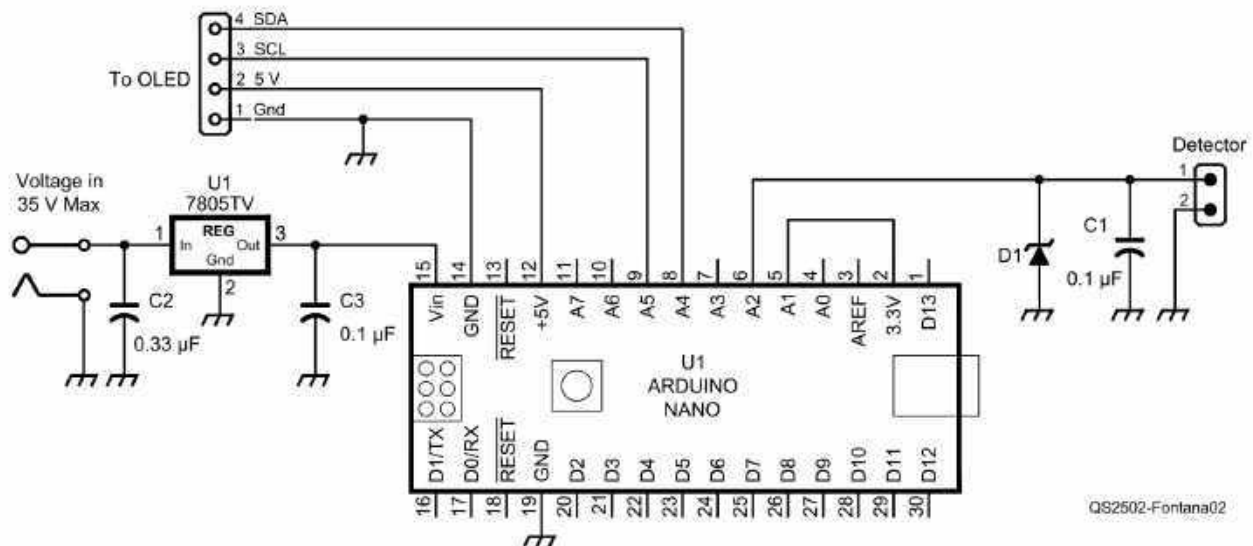 4 SDA
3 SCL
To OLED
2 5 V
1 Gnd
Detector
1
2
Voltage in
35 V Max
U1
7805TV
REG
1
In
Out
3
Gnd
2
C2
0.33 µF
C3
0.1 µF
D1
C1
0.1 µF
15 14 13 12 11 10 9 8 7 6 5 4 3 2 1
Vin GND RESET +5V A7 A6 A5 A4 A3 A2 A1 A0 AREF 3.3V D13
U1
ARDUINO
NANO
D1/TX D0/RX RESET GND D2 D3 D4 D5 D6 D7 D8 D9 D10 D11 D12
16 17 18 19 20 21 22 23 24 25 26 27 28 29 30
QS2502-Fontana02